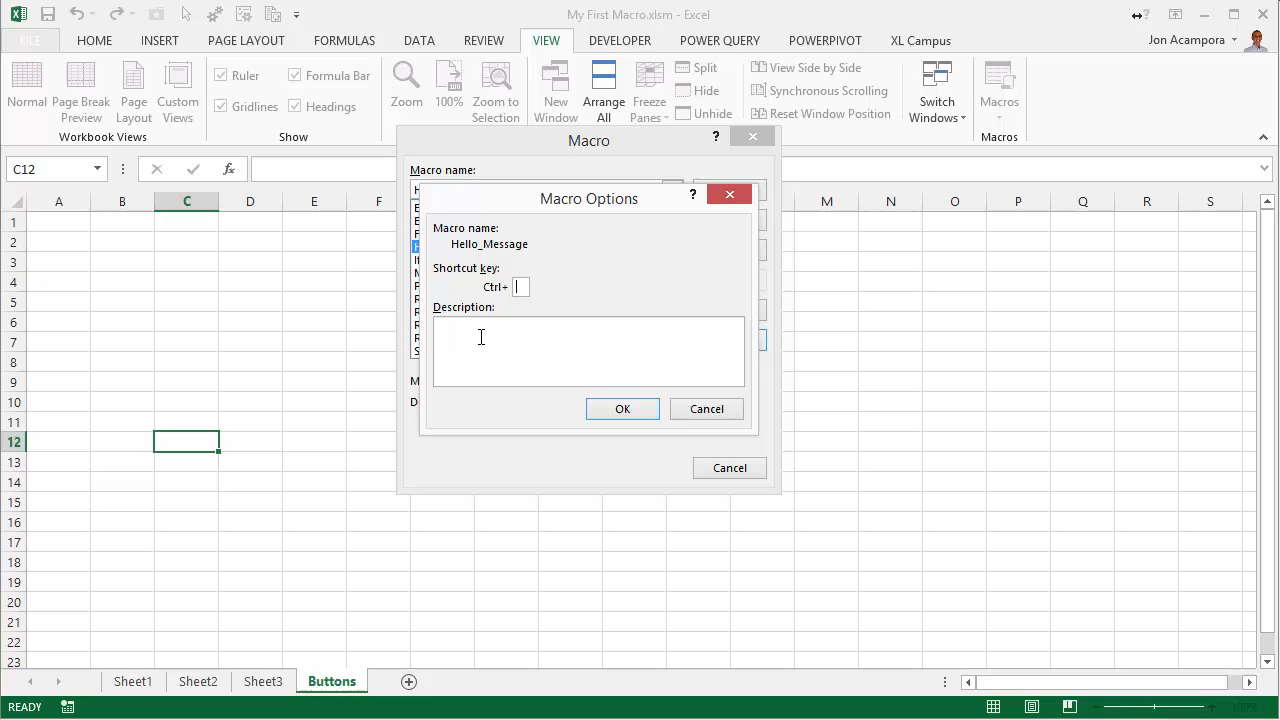 My First Macro.xlsm - Excel
FILE HOME INSERT PAGE LAYOUT FORMULAS DATA REVIEW VIEW DEVELOPER POWER QUERY POWERPIVOT XL Campus Jon Acampora
Normal Page Break Preview Page Layout Custom Views
Workbook Views
Ruler Formula Bar
Gridlines Headings
Show
Zoom 100% Zoom to Selection
New Window Arrange All Freeze Panes
Split
Hide
Unhide
View Side by Side
Synchronous Scrolling
Reset Window Position
Switch Windows
Macros
Macros
C12
Macro
Macro name:
Macro Options
Macro name:
Hello_Message
Shortcut key:
Ctrl+
Description:
OK Cancel
Cancel
A B C D E F M N O P Q R S
1
2
3
4
5
6
7
8
9
10
11
12
13
14
15
16
17
18
19
20
21
22
23
Sheet1 Sheet2 Sheet3 Buttons
READY